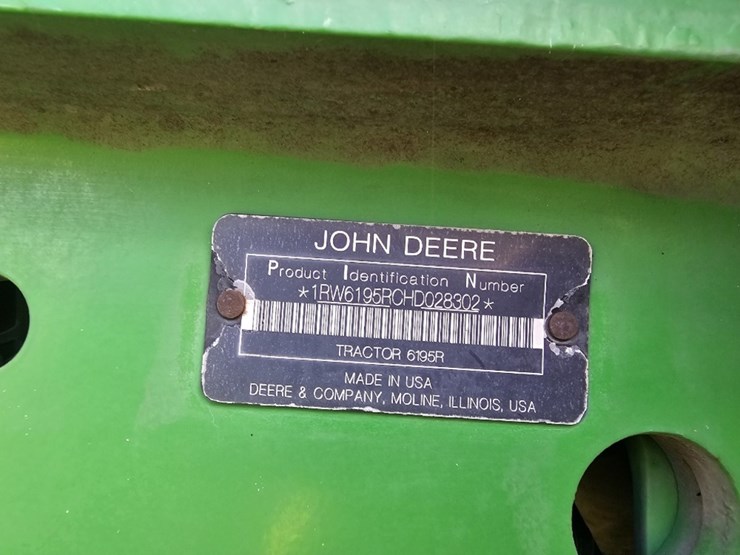 JOHN DEERE
Product Identification Number
*1RW6195RCHD028302*
TRACTOR 6195R
MADE IN USA
DEERE & COMPANY, MOLINE, ILLINOIS, USA